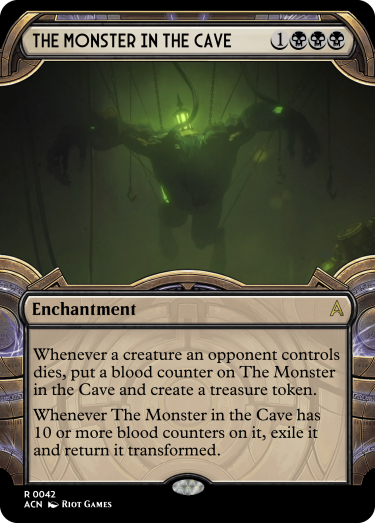 THE MONSTER IN THE CAVE 1
Enchantment
Whenever a creature an opponent controls
dies, put a blood counter on The Monster
in the Cave and create a treasure token.
Whenever The Monster in the Cave has
10 or more blood counters on it, exile it
and return it transformed.
R 0042
ACN RIOT GAMES